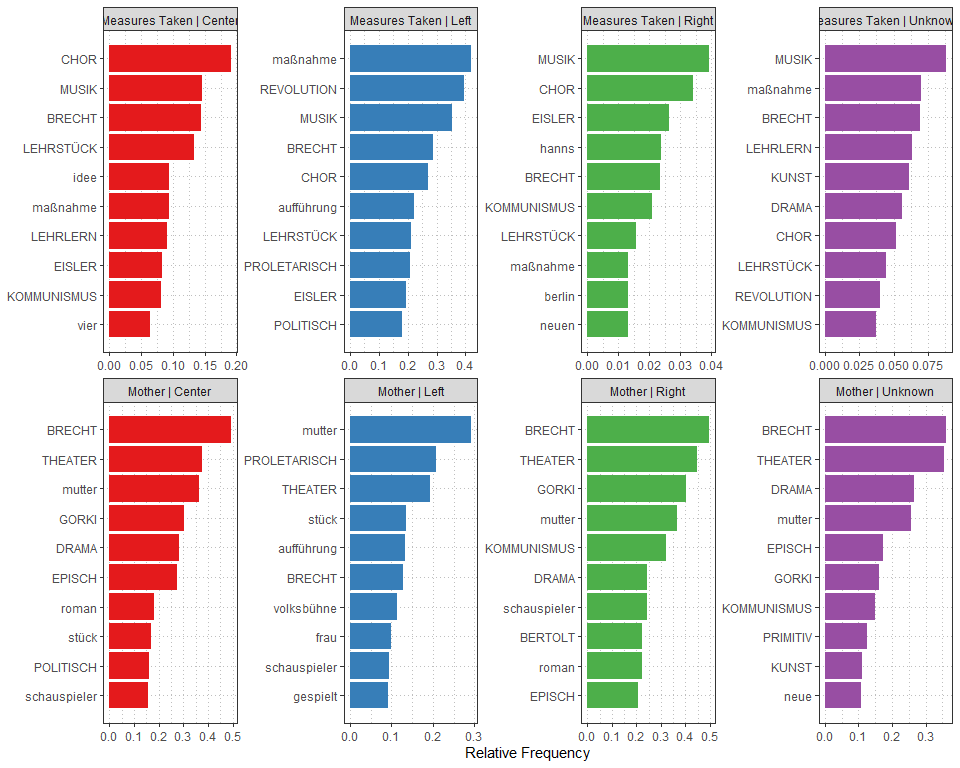 Measures Taken | Center
CHOR
MUSIK
BRECHT
LEHRSTÜCK
idee
maßnahme
LEHRLERN
EISLER
KOMMUNISMUS
vier
0.00 0.05 0.10 0.15 0.20
Measures Taken | Left
maßnahme
REVOLUTION
MUSIK
BRECHT
CHOR
aufführung
LEHRSTÜCK
PROLETARISCH
EISLER
POLITISCH
0.0 0.1 0.2 0.3 0.4
Measures Taken | Right
MUSIK
CHOR
EISLER
hanns
BRECHT
KOMMUNISMUS
LEHRSTÜCK
maßnahme
berlin
neuen
0.00 0.01 0.02 0.03 0.04
easures Taken | Unknow
MUSIK
maßnahme
BRECHT
LEHRLERN
KUNST
DRAMA
CHOR
LEHRSTÜCK
REVOLUTION
KOMMUNISMUS
0.000 0.025 0.050 0.075
Mother | Center
BRECHT
THEATER
mutter
GORKI
DRAMA
EPISCH
roman
stück
POLITISCH
schauspieler
0.0 0.1 0.2 0.3 0.4 0.5
Mother | Left
mutter
PROLETARISCH
THEATER
stück
aufführung
BRECHT
volksbühne
frau
schauspieler
gespielt
0.0 0.1 0.2 0.3
Mother | Right
BRECHT
THEATER
GORKI
mutter
KOMMUNISMUS
DRAMA
schauspieler
BERTOLT
roman
EPISCH
0.0 0.1 0.2 0.3 0.4 0.5
Mother | Unknown
BRECHT
THEATER
DRAMA
mutter
EPISCH
GORKI
KOMMUNISMUS
PRIMITIV
KUNST
neue
0.0 0.1 0.2 0.3
Relative Frequency